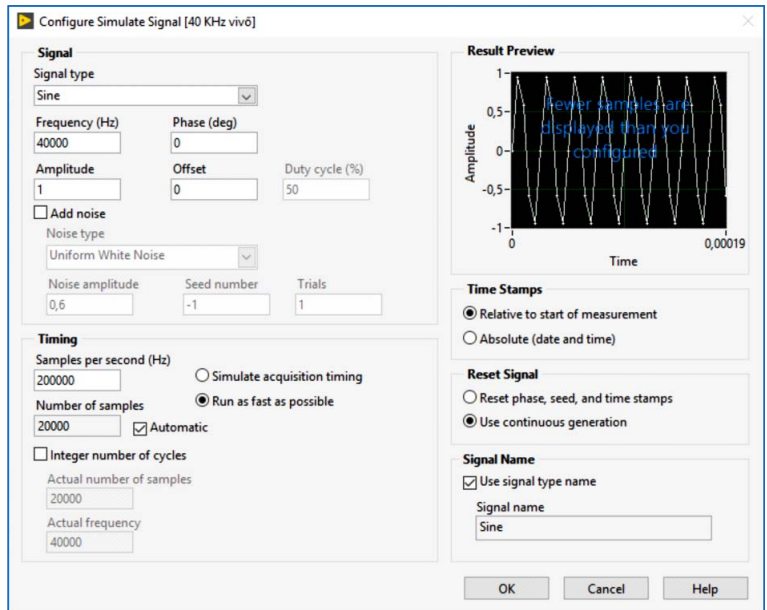 Configure Simulate Signal [40 KHz vivő]
Signal
Signal type
Sine
Frequency (Hz) Phase (deg)
40000 0
Amplitude Offset Duty cycle (%)
1 0 50
Add noise
Noise type
Uniform White Noise
Noise amplitude Seed number Trials
0,6 -1 1
Timing
Samples per second (Hz)
200000 Simulate acquisition timing
Number of samples Run as fast as possible
20000 Automatic
Integer number of cycles
Actual number of samples
20000
Actual frequency
40000
Result Preview
Fewer samples are
displayed than you
configured
Amplitude
1
0,5
0
-0,5
-1
0 0,00019
Time
Time Stamps
Relative to start of measurement
Absolute (date and time)
Reset Signal
Reset phase, seed, and time stamps
Use continuous generation
Signal Name
Use signal type name
Signal name
Sine
OK Cancel Help